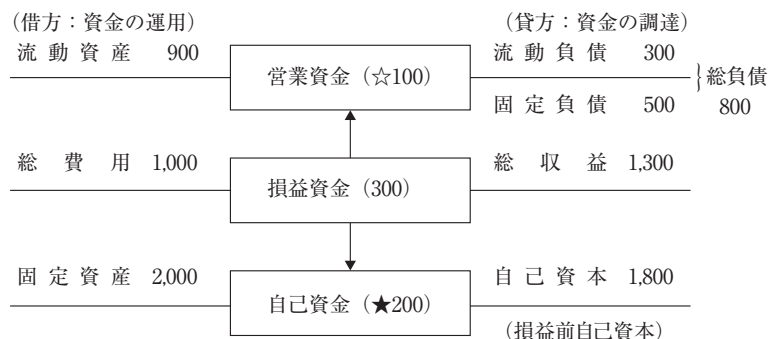 （借方：資金の運用） （貸方：資金の調達）
流動資産 900 流動負債 300
営業資金（☆100） 総負債
固定負債 500 800
総費用 1,000 総収益 1,300
損益資金（300）
固定資産 2,000 自己資本 1,800
自己資金（★200）
（損益前自己資本）